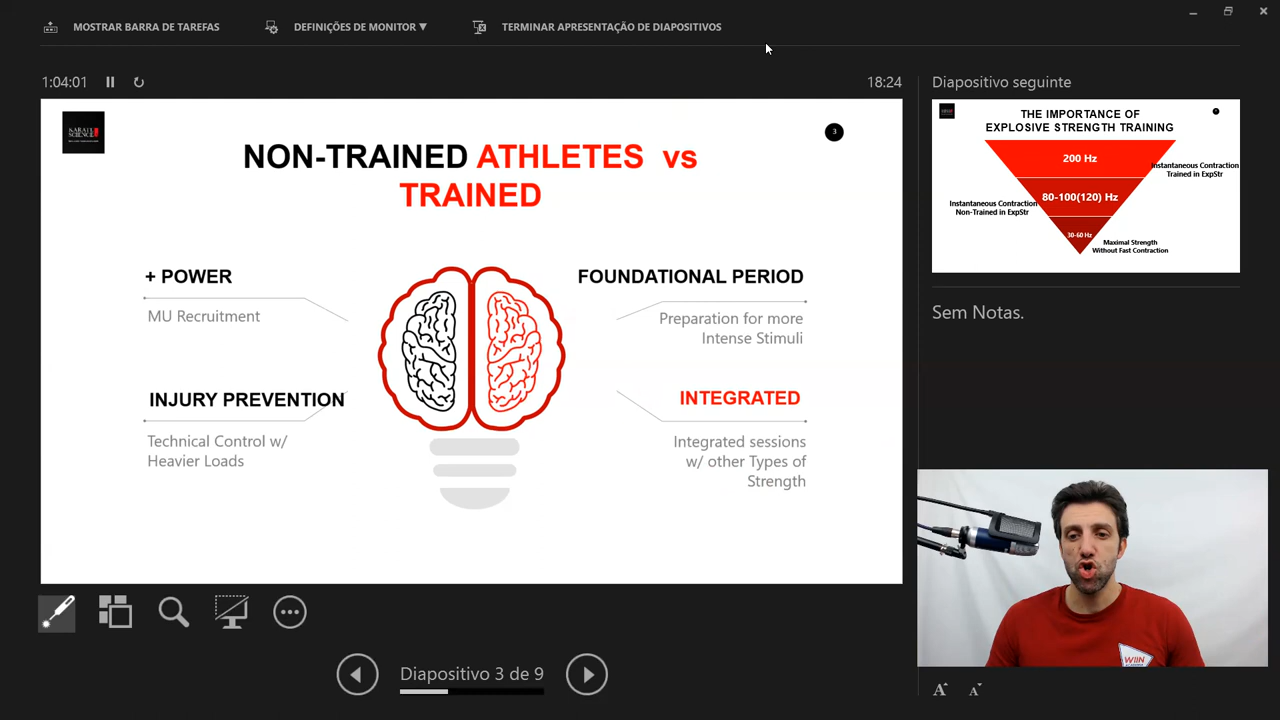 MOSTRAR BARRA DE TAREFAS
DEFINIÇÕES DE MONITOR ▼
TERMINAR APRESENTAÇÃO DE DIAPOSITIVOS
1:04:01
18:24
KARATE
SCIENCE
3
NON-TRAINED ATHLETES vs
TRAINED
+ POWER
MU Recruitment
INJURY PREVENTION
Technical Control w/
Heavier Loads
FOUNDATIONAL PERIOD
Preparation for more
Intense Stimuli
INTEGRATED
Integrated sessions
w/ other Types of
Strength
Diapositivo 3 de 9
Diapositivo seguinte
THE IMPORTANCE OF
EXPLOSIVE STRENGTH TRAINING
200 Hz
Instantaneous Contraction
Trained in ExpStr
80-100(120) Hz
Instantaneous Contraction
Non-Trained in ExpStr
30-60 Hz
Maximal Strength
Without Fast Contraction
Sem Notas.
WIIN
A
A